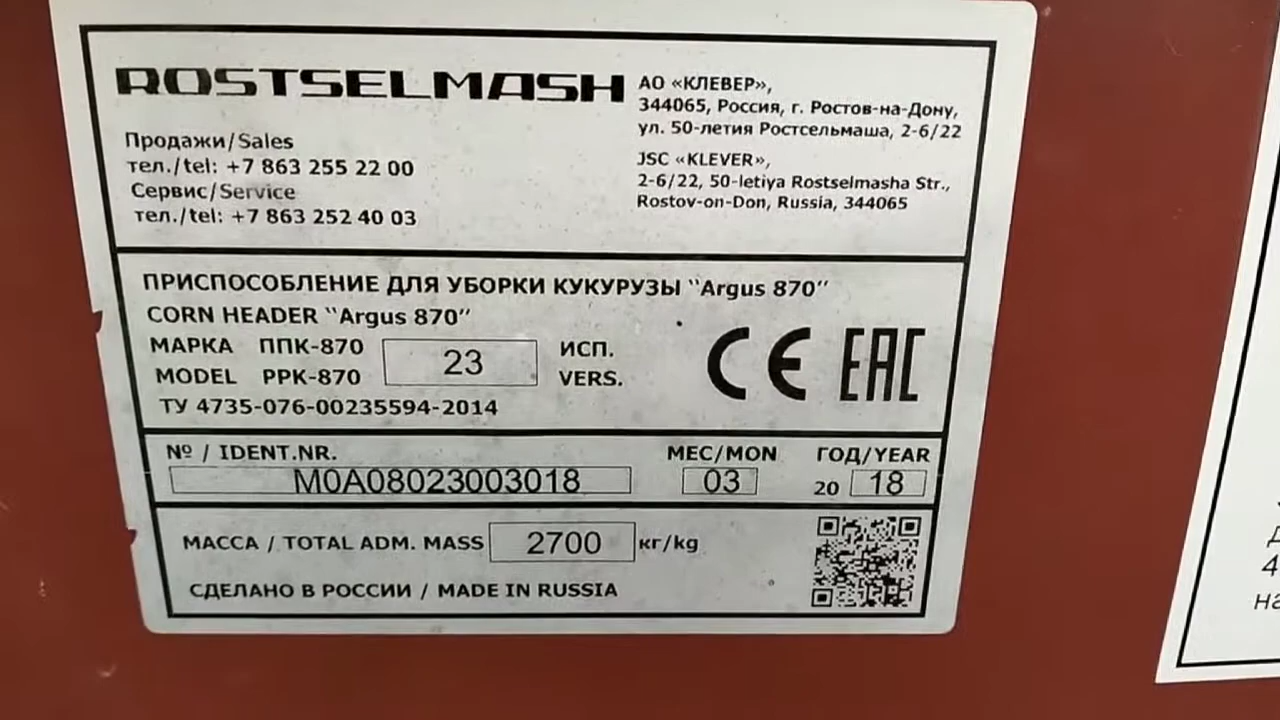 ROSTSELMASH
Продажи/Sales
тел./tel: +7 863 255 22 00
Сервис/Service
тел./tel: +7 863 252 40 03
АО «КЛЕВЕР»,
344065, Россия, г. Ростов-на-Дону,
ул. 50-летия Ростсельмаша, 2-6/22
JSC «KLEVER»,
2-6/22, 50-letiya Rostselmasha Str.,
Rostov-on-Don, Russia, 344065
ПРИСПОСОБЛЕНИЕ ДЛЯ УБОРКИ КУКУРУЗЫ "Argus 870"
CORN HEADER "Argus 870"
МАРКА ППК-870
MODEL PPK-870
23
ИСП.
VERS.
CE EAC
ТУ 4735-076-00235594-2014
№ / IDENT.NR.
M0A08023003018
МЕС/MON
03
ГОД/YEAR
20 18
МАССА / TOTAL ADM. MASS 2700 кг/kg
СДЕЛАНО В РОССИИ / MADE IN RUSSIA
4
на